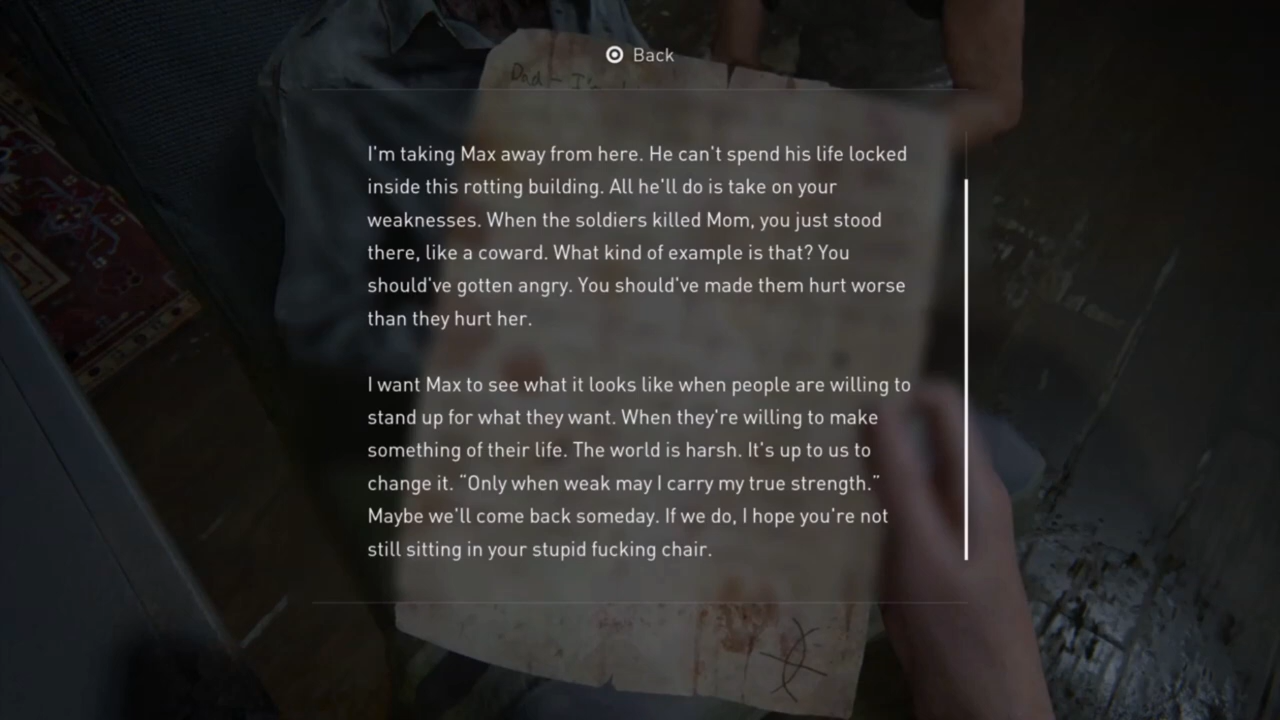 Back
Dad - I'm
I'm taking Max away from here. He can't spend his life locked
inside this rotting building. All he'll do is take on your
weaknesses. When the soldiers killed Mom, you just stood
there, like a coward. What kind of example is that? You
should've gotten angry. You should've made them hurt worse
than they hurt her.
I want Max to see what it looks like when people are willing to
stand up for what they want. When they're willing to make
something of their life. The world is harsh. It's up to us to
change it. "Only when weak may I carry my true strength."
Maybe we'll come back someday. If we do, I hope you're not
still sitting in your stupid fucking chair.